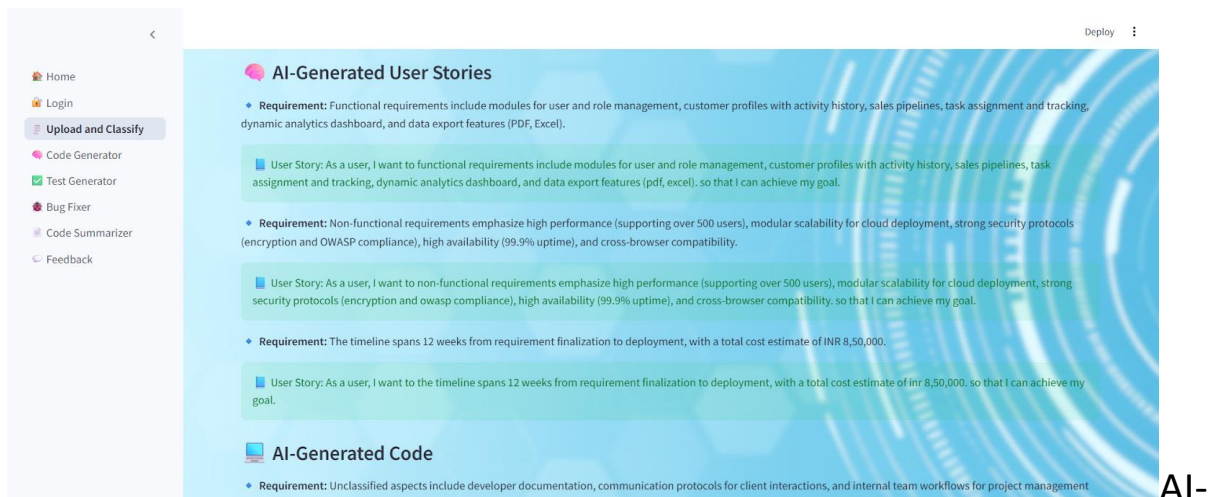 Deploy
Home
Login
Upload and Classify
Code Generator
Test Generator
Bug Fixer
Code Summarizer
Feedback
AI-Generated User Stories
Requirement: Functional requirements include modules for user and role management, customer profiles with activity history, sales pipelines, task assignment and tracking,
dynamic analytics dashboard, and data export features (PDF, Excel).
User Story: As a user, I want to functional requirements include modules for user and role management, customer profiles with activity history, sales pipelines, task
assignment and tracking, dynamic analytics dashboard, and data export features (pdf, excel). so that I can achieve my goal.
Requirement: Non-functional requirements emphasize high performance (supporting over 500 users), modular scalability for cloud deployment, strong security protocols
(encryption and OWASP compliance), high availability (99.9% uptime), and cross-browser compatibility.
User Story: As a user, I want to non-functional requirements emphasize high performance (supporting over 500 users), modular scalability for cloud deployment, strong
security protocols (encryption and owasp compliance), high availability (99.9% uptime), and cross-browser compatibility. so that I can achieve my goal.
Requirement: The timeline spans 12 weeks from requirement finalization to deployment, with a total cost estimate of INR 8,50,000.
User Story: As a user, I want to the timeline spans 12 weeks from requirement finalization to deployment, with a total cost estimate of inr 8,50,000. so that I can achieve my
goal.
AI-Generated Code
Requirement: Unclassified aspects include developer documentation, communication protocols for client interactions, and internal team workflows for project management
AI-